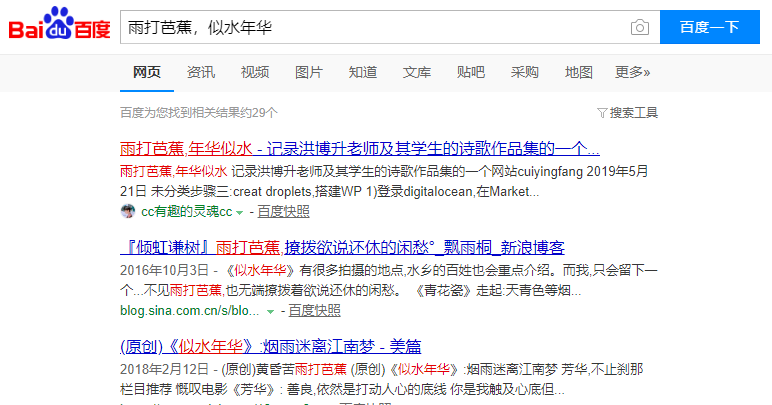 Bai du 百度 雨打芭蕉，似水年华 百度一下
网页 资讯 视频 图片 知道 文库 贴吧 采购 地图 更多»
百度为您找到相关结果约29个 搜索工具
雨打芭蕉,年华似水 - 记录洪博升老师及其学生的诗歌作品集的一个...
雨打芭蕉,年华似水 记录洪博升老师及其学生的诗歌作品集的一个网站cuiyingfang 2019年5月
21日 未分类步骤三:creat droplets,搭建WP 1)登录digitalocean,在Market...
cc有趣的灵魂cc - 百度快照
『倾虹谦树』雨打芭蕉,撩拨欲说还休的闲愁°_飘雨桐_新浪博客
2016年10月3日 - 《似水年华》有很多拍摄的地点,水乡的百姓也会重点介绍。而我,只会留下一
个...不见雨打芭蕉,也无端撩拨着欲说还休的闲愁。 《青花瓷》走起:天青色等烟...
blog.sina.com.cn/s/blo... - 百度快照
(原创)《似水年华》:烟雨迷离江南梦 - 美篇
2018年2月12日 - (原创)黄昏苦雨打芭蕉 (原创)《似水年华》:烟雨迷离江南梦 芳华,不止刹那
栏目推荐 慨叹电影《芳华》: 善良,依然是打动人心的底线 你是我触及心底但...